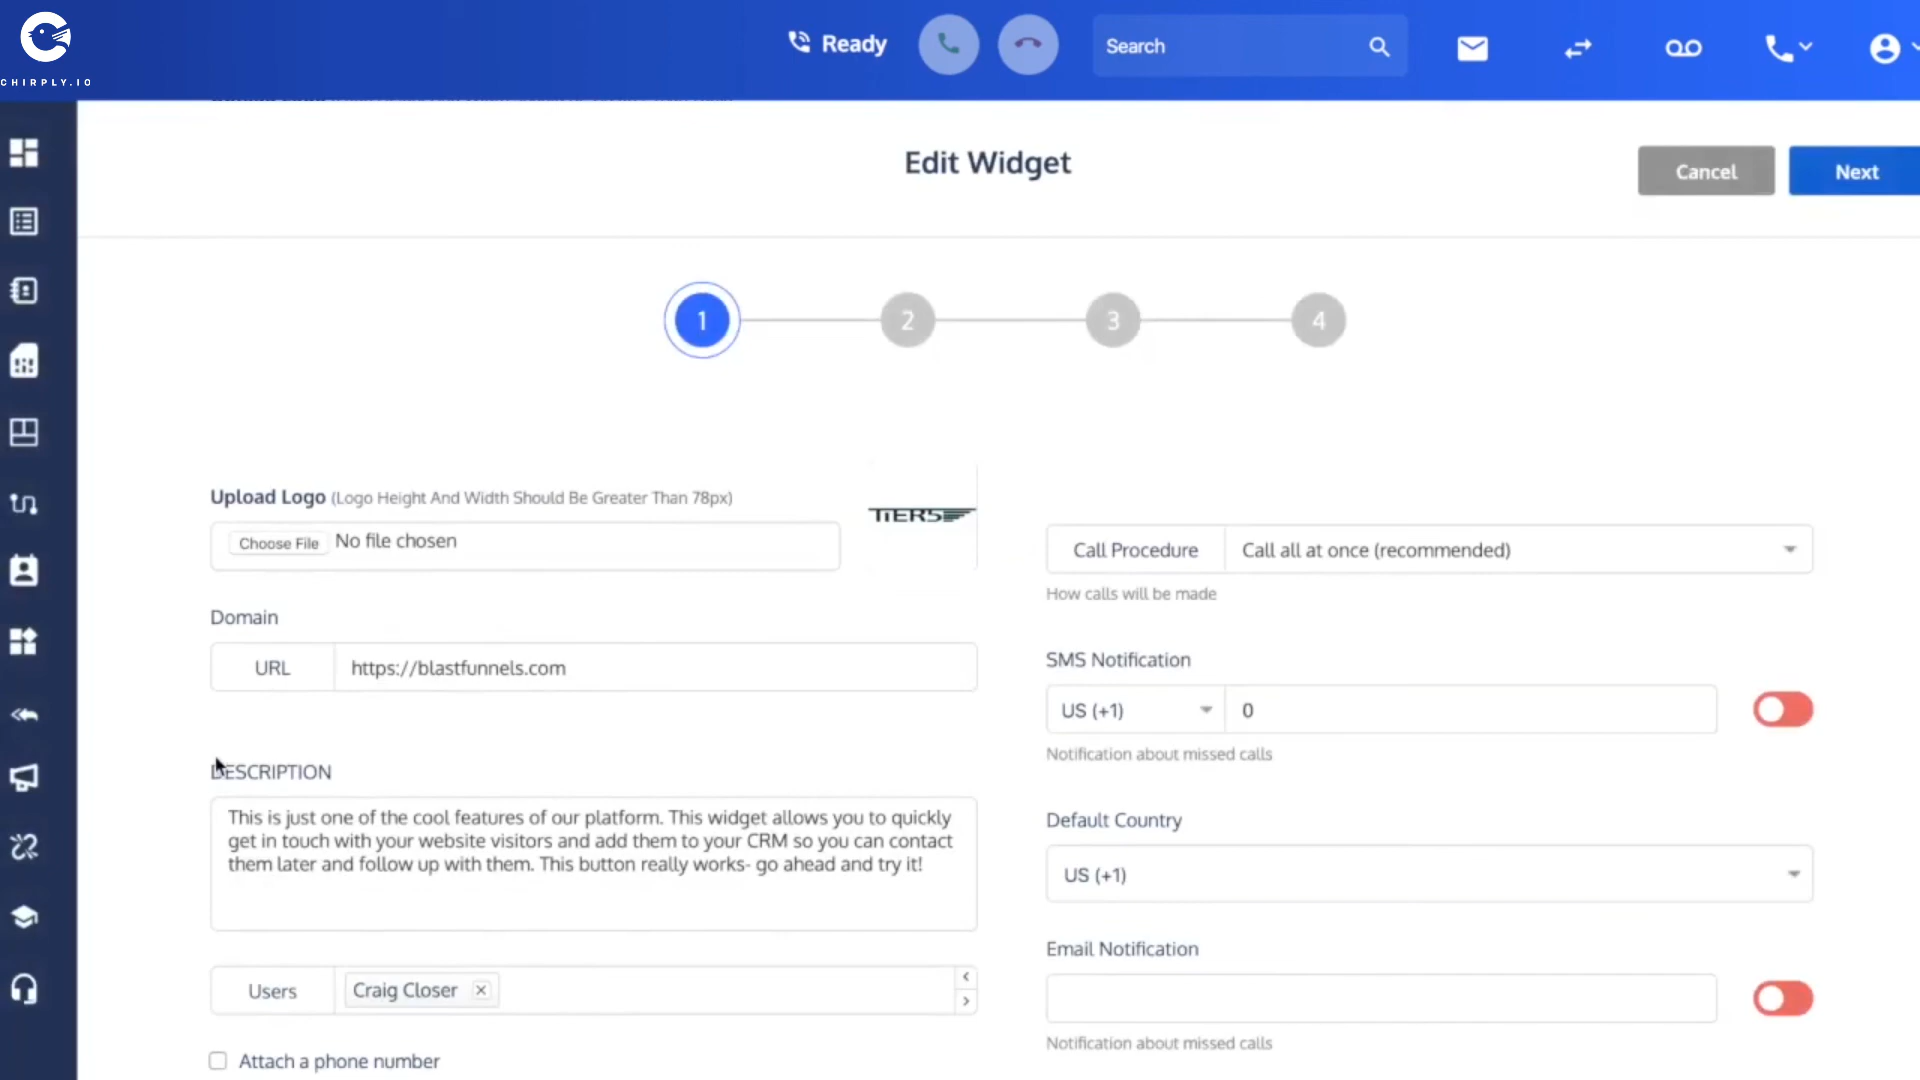 CHIRPLY.IO
Ready
Search
Edit Widget
Cancel
Next
1
2
3
4
Upload Logo (Logo Height And Width Should Be Greater Than 78px)
Choose File No file chosen
TIER5
Domain
URL
https://blastfunnels.com
DESCRIPTION
This is just one of the cool features of our platform. This widget allows you to quickly
get in touch with your website visitors and add them to your CRM so you can contact
them later and follow up with them. This button really works- go ahead and try it!
Users
Craig Closer
Attach a phone number
Call Procedure
Call all at once (recommended)
How calls will be made
SMS Notification
US (+1)
0
Notification about missed calls
Default Country
US (+1)
Email Notification
Notification about missed calls